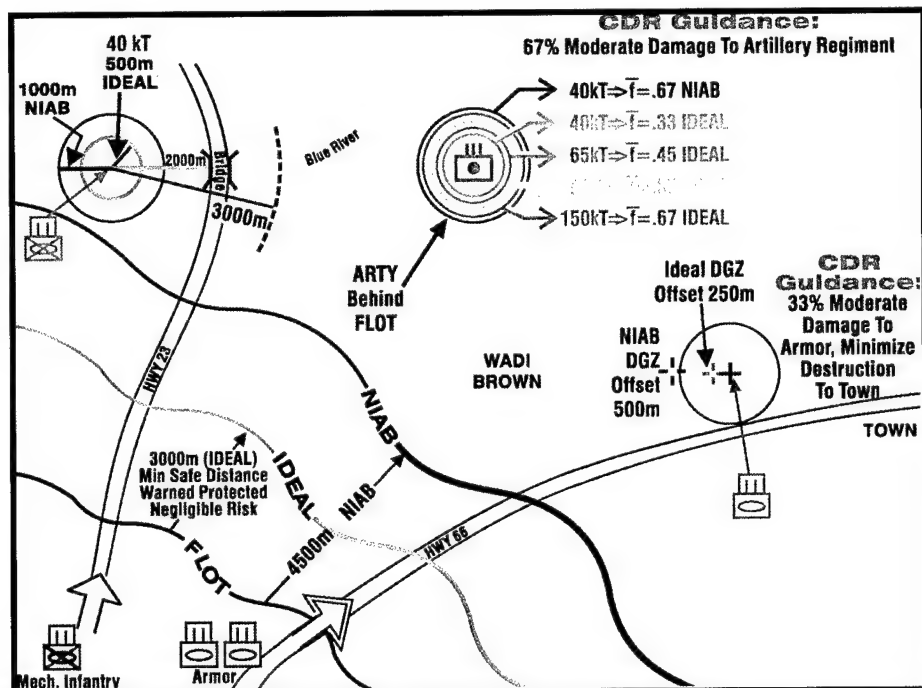 CDR Guidance:
67% Moderate Damage To Artillery Regiment
40 kT
500m
IDEAL
1000m
NIAB
2000m
Bridge
3000m
Blue River
40kT⇒f̅=.67 NIAB
40kT⇒f̅=.33 IDEAL
65kT⇒f̅=.45 IDEAL
150kT⇒f̅=.67 IDEAL
ARTY
Behind
FLOT
Ideal DGZ
Offset 250m
CDR
Guidance:
33% Moderate
Damage To
Armor, Minimize
Destruction
To Town
NIAB
DGZ
Offset
500m
WADI
BROWN
TOWN
HWY 23
NIAB
IDEAL
3000m (IDEAL)
Min Safe Distance
Warned Protected
Negligible Risk
4500m NIAB
FLOT
HWY 66
Mech. Infantry
Armor